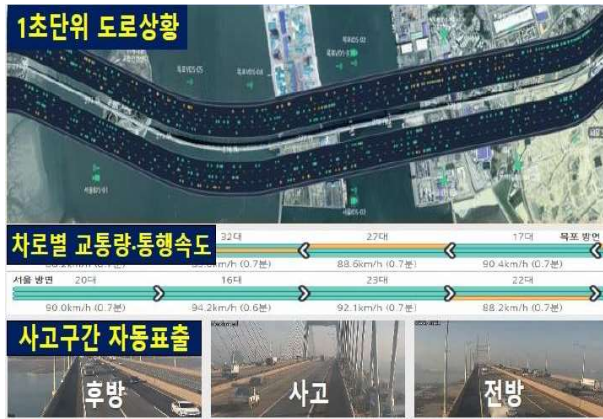 1초단위 도로상황
차로별 교통량·통행속도
32대 27대 17대 목포 방면
88.6km/h (0.7분) 90.4km/h (0.7분)
서울 방면 20대 16대 23대 22대
90.0km/h (0.7분) 94.2km/h (0.6분) 92.1km/h (0.7분) 88.2km/h (0.7분)
사고구간 자동표출
후방 사고 전방